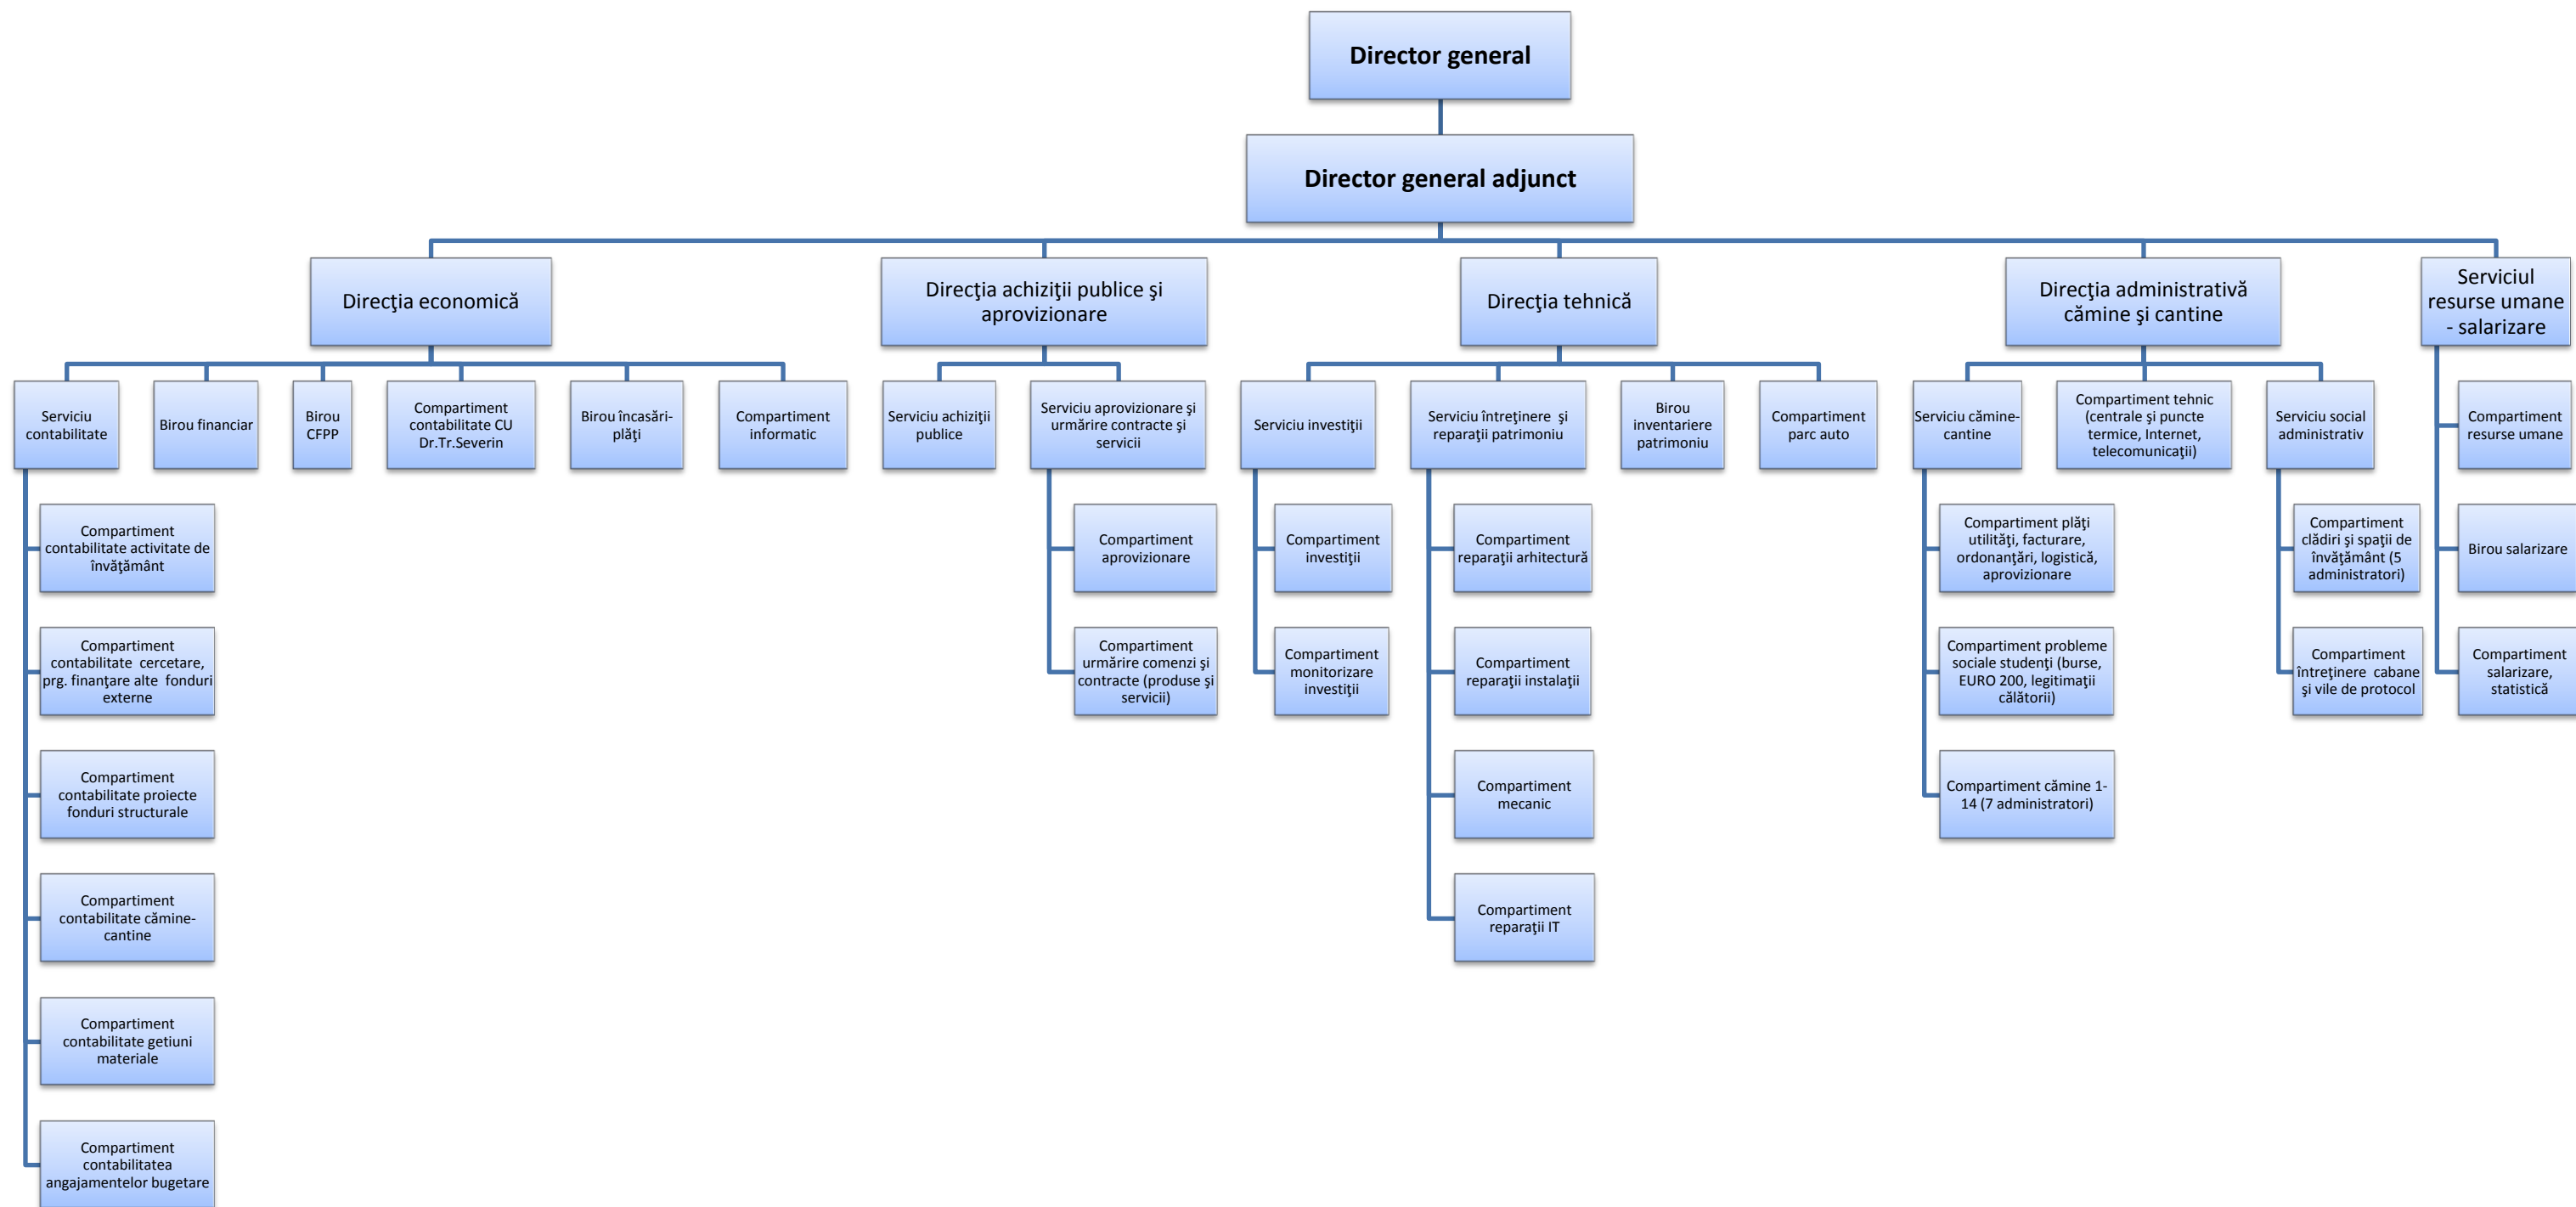 Director general
Director general adjunct
Direcţia economică
Direcţia achiziţii publice şi
aprovizionare
Direcţia tehnică
Direcţia administrativă
cămine şi cantine
Serviciul
resurse umane
- salarizare
Serviciu
contabilitate
Birou financiar
Birou
CFPP
Compartiment
contabilitate CU
Dr.Tr.Severin
Birou încasări-
plăţi
Compartiment
informatic
Serviciu achiziţii
publice
Serviciu aprovizionare şi
urmărire contracte şi
servicii
Serviciu investiţii
Serviciu întreţinere  şi
reparaţii patrimoniu
Birou
inventariere
patrimoniu
Compartiment
parc auto
Serviciu cămine-
cantine
Compartiment tehnic
(centrale şi puncte
termice, Internet,
telecomunicaţii)
Serviciu social
administrativ
Compartiment
resurse umane
Compartiment
contabilitate activitate de
învăţământ
Compartiment
aprovizionare
Compartiment
investiţii
Compartiment
reparaţii arhitectură
Compartiment plăţi
utilităţi, facturare,
ordonanţări, logistică,
aprovizionare
Compartiment
clădiri şi spaţii de
învăţământ (5
administratori)
Birou salarizare
Compartiment
contabilitate  cercetare,
prg. finanţare alte  fonduri
externe
Compartiment
urmărire comenzi şi
contracte (produse şi
servicii)
Compartiment
monitorizare
investiţii
Compartiment
reparaţii instalaţii
Compartiment probleme
sociale studenţi (burse,
EURO 200, legitimaţii
călătorii)
Compartiment
întreţinere  cabane
şi vile de protocol
Compartiment
salarizare,
statistică
Compartiment
contabilitate proiecte
fonduri structurale
Compartiment
mecanic
Compartiment cămine 1-
14 (7 administratori)
Compartiment
contabilitate cămine-
cantine
Compartiment
reparaţii IT
Compartiment
contabilitate getiuni
materiale
Compartiment
contabilitatea
angajamentelor bugetare